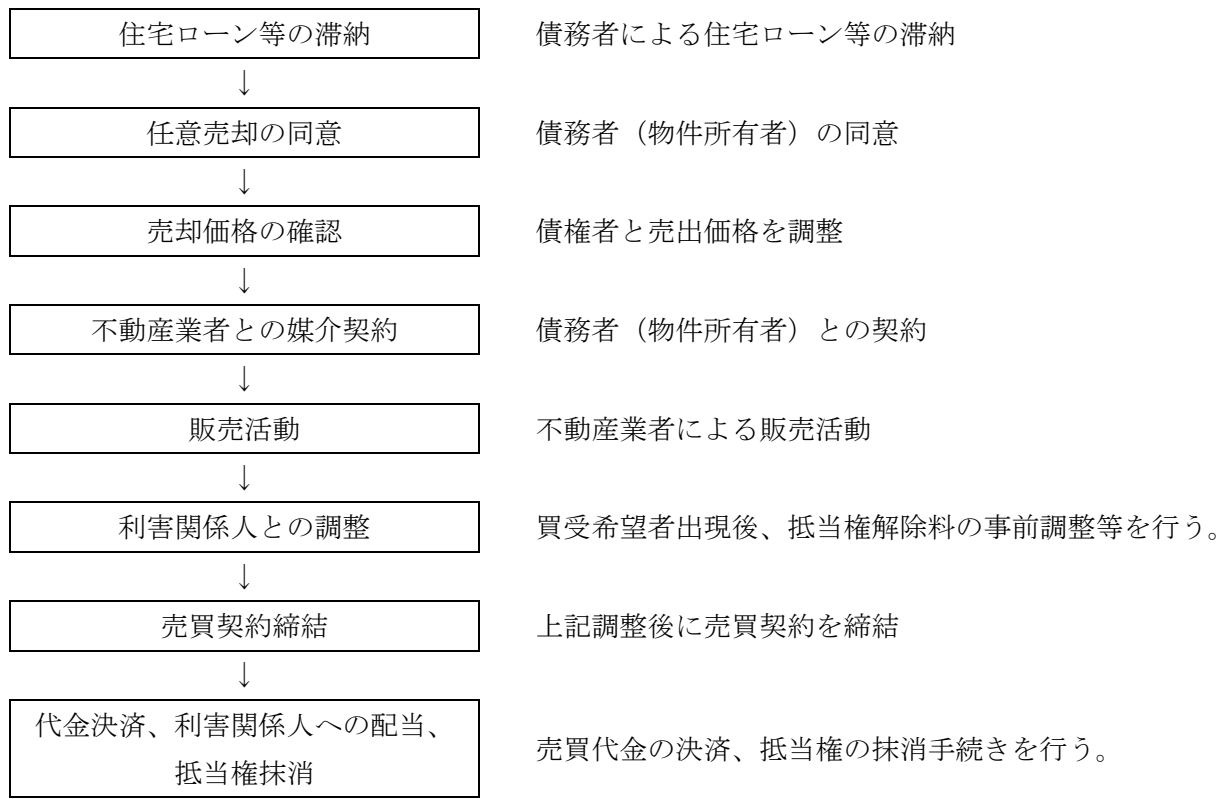 住宅ローン等の滞納
債務者による住宅ローン等の滞納
↓
任意売却の同意
債務者（物件所有者）の同意
↓
売却価格の確認
債権者と売出価格を調整
↓
不動産業者との媒介契約
債務者（物件所有者）との契約
↓
販売活動
不動産業者による販売活動
↓
利害関係人との調整
買受希望者出現後、抵当権解除料の事前調整等を行う。
↓
売買契約締結
上記調整後に売買契約を締結
↓
代金決済、利害関係人への配当、
抵当権抹消
売買代金の決済、抵当権の抹消手続きを行う。